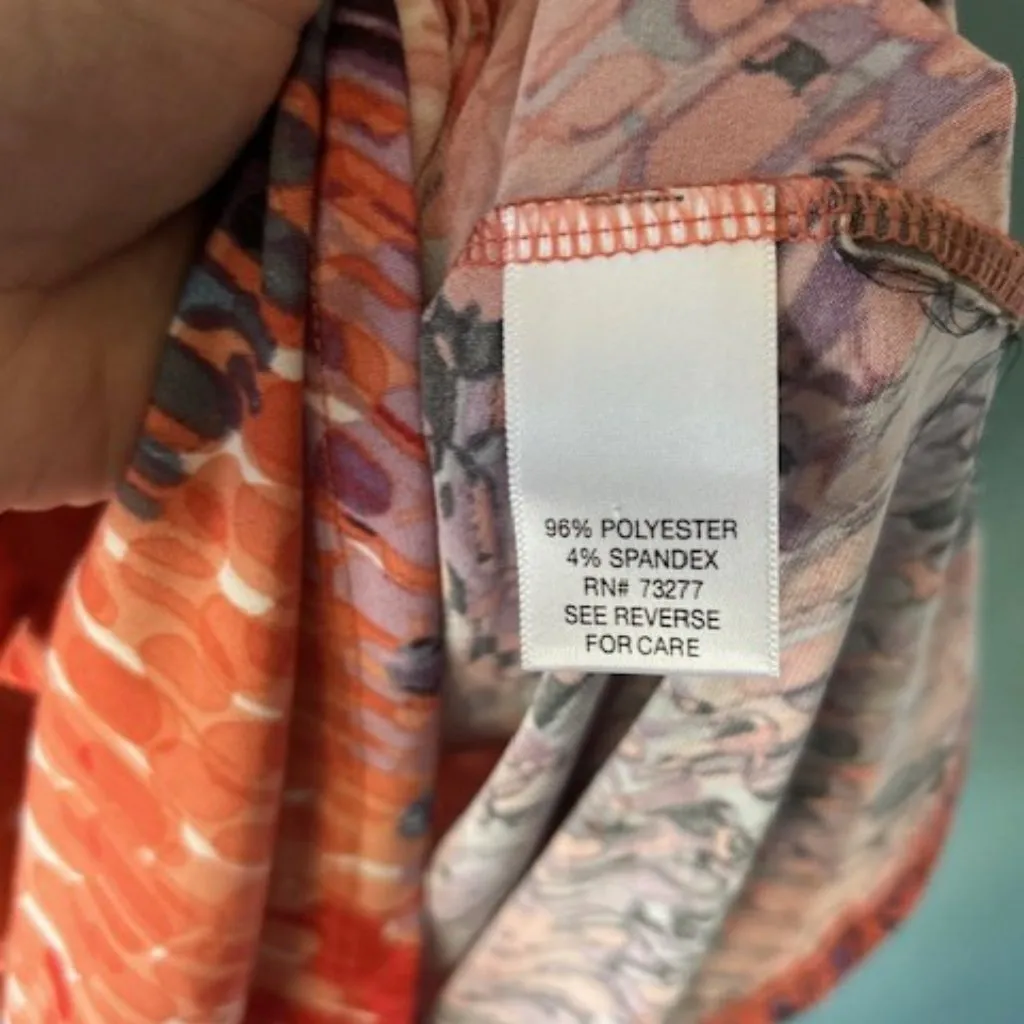 96% POLYESTER
4% SPANDEX
RN# 73277
SEE REVERSE
FOR CARE